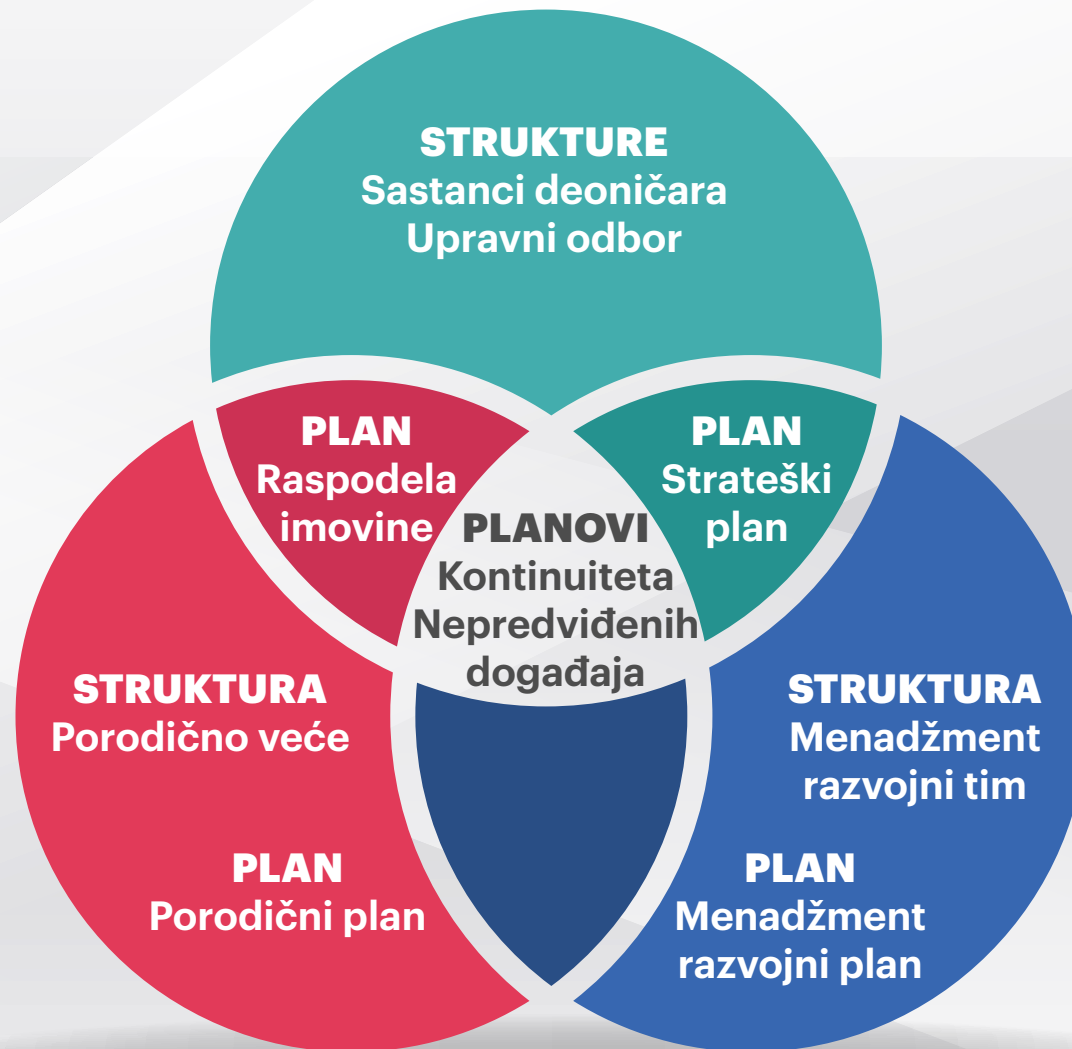 STRUKTURE
Sastanci deoničara
Upravni odbor
PLAN
Raspodela
imovine
PLAN
Strateški
plan
PLANOVI
Kontinuiteta
Nepredviđenih
događaja
STRUKTURA
Porodično veće
PLAN
Porodični plan
STRUKTURA
Menadžment
razvojni tim
PLAN
Menadžment
razvojni plan